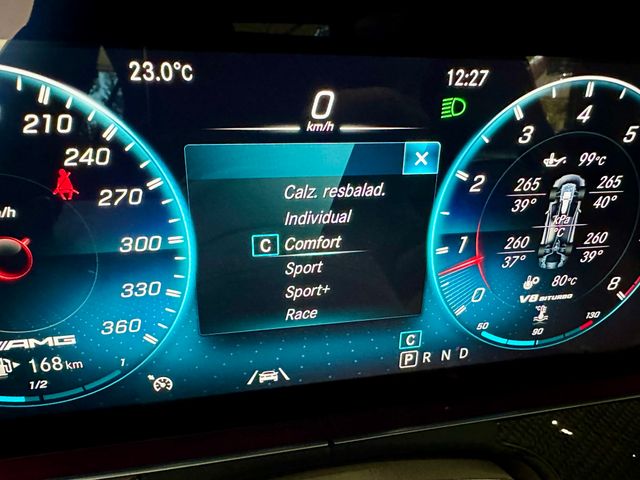 23.0°C
12:27
0
km/h
210
240
270
300
330
360
m/h
AMG
168 km
1/2
1
×
Calz. resbalad.
Individual
C Comfort
Sport
Sport+
Race
C
P R N D
0
1
2
3
4
5
8
99°C
265 265
39° 40°
kPa
°C
260 260
37° 39°
80°C
V8 BITURBO
50
90
130